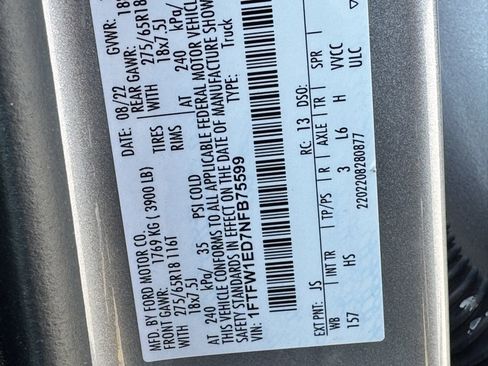 BY FORD MOTOR CO. DATE: 08/22 GVWR:
FRONT GAWR: 1769 KG (3900 LB) REAR GAWR:
275/65R18 116T TIRES 275/65R18
WITH 18x7.5J RIMS WITH 18x7.5J
AT 240 kPa/ 35 PSI COLD AT 240 kPa/
THIS VEHICLE CONFORMS TO ALL APPLICABLE FEDERAL MOTOR VEHICLE
STANDARDS IN EFFECT ON THE DATE OF MANUFACTURE SHOWN
VIN: 1FTFW1ED7NFB75599 TYPE: Truck
EXT PNT: JS RC: 13 DSO:
WB INT TR TP/PS R AXLE TR SPR
157 HS 3 L6 H VVCC
2202208280877 ULC